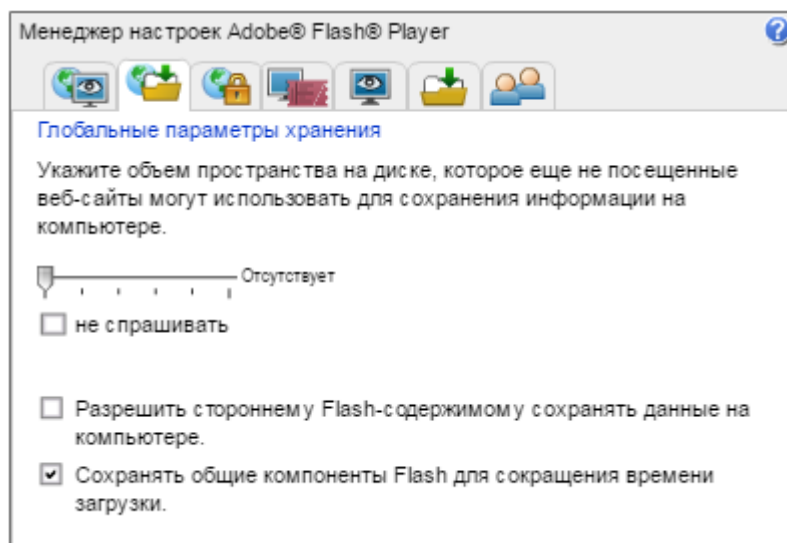 Менеджер настроек Adobe® Flash® Player
?
Глобальные параметры хранения
Укажите объем пространства на диске, которое еще не посещенные
веб-сайты могут использовать для сохранения информации на
компьютере.
Отсутствует
не спрашивать
Разрешить стороннему Flash-содержимому сохранять данные на
компьютере.
Сохранять общие компоненты Flash для сокращения времени
загрузки.